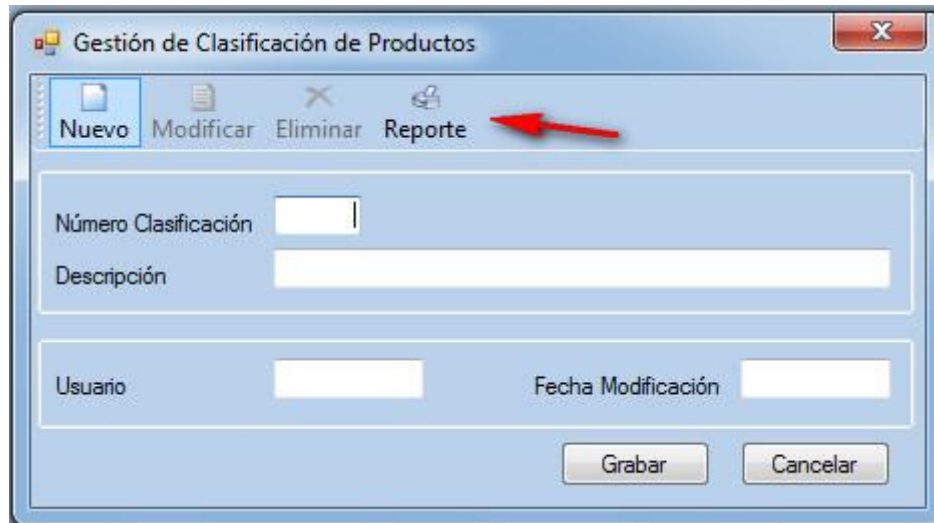 Gestión de Clasificación de Productos
Nuevo Modificar Eliminar Reporte
Número Clasificación
Descripción
Usuario Fecha Modificación
Grabar Cancelar